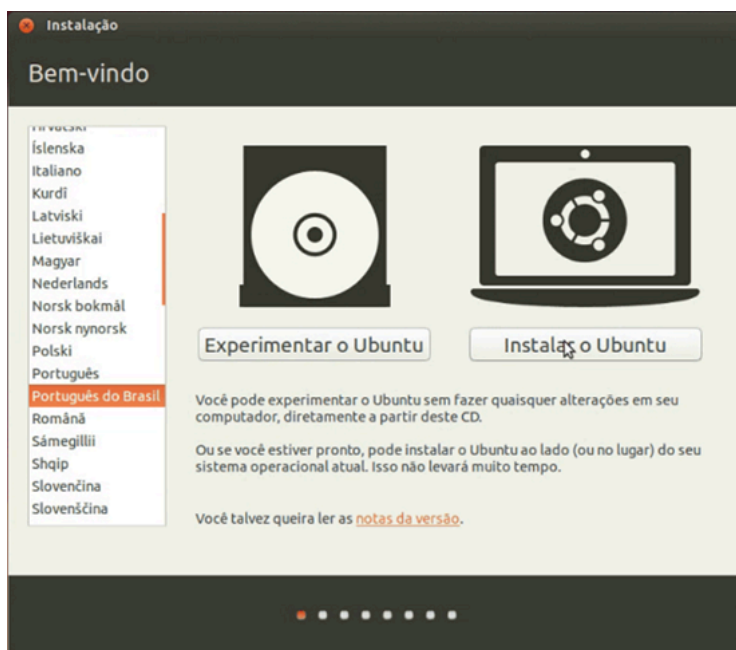 Instalação
Bem-vindo
Íslenska
Italiano
Kurdî
Latviski
Lietuviškai
Magyar
Nederlands
Norsk bokmål
Norsk nynorsk
Polski
Português
Português do Brasil
Română
Sámegillii
Shqip
Slovenčina
Slovenščina
Experimentar o Ubuntu
Instalar o Ubuntu
Você pode experimentar o Ubuntu sem fazer quaisquer alterações em seu
computador, diretamente a partir deste CD.
Ou se você estiver pronto, pode instalar o Ubuntu ao lado (ou no lugar) do seu
sistema operacional atual. Isso não levará muito tempo.
Você talvez queira ler as notas da versão.